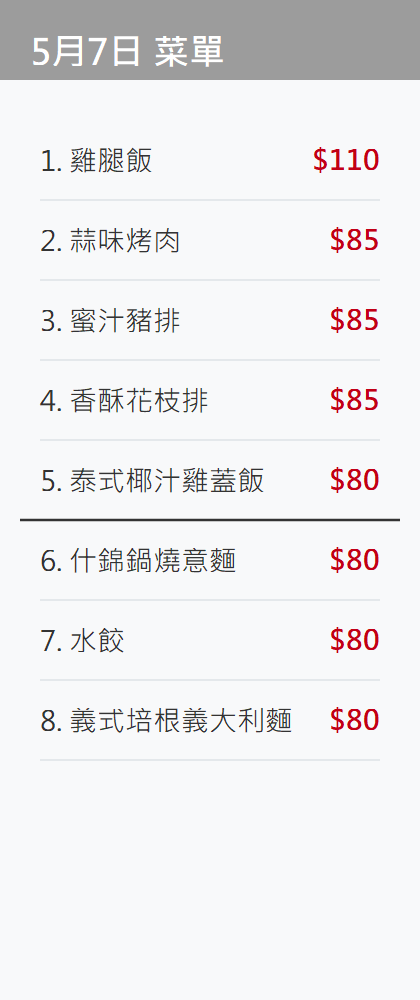 5月7日 菜單
1. 雞腿飯 $110
2. 蒜味烤肉 $85
3. 蜜汁豬排 $85
4. 香酥花枝排 $85
5. 泰式椰汁雞蓋飯 $80
6. 什錦鍋燒意麵 $80
7. 水餃 $80
8. 義式培根義大利麵 $80